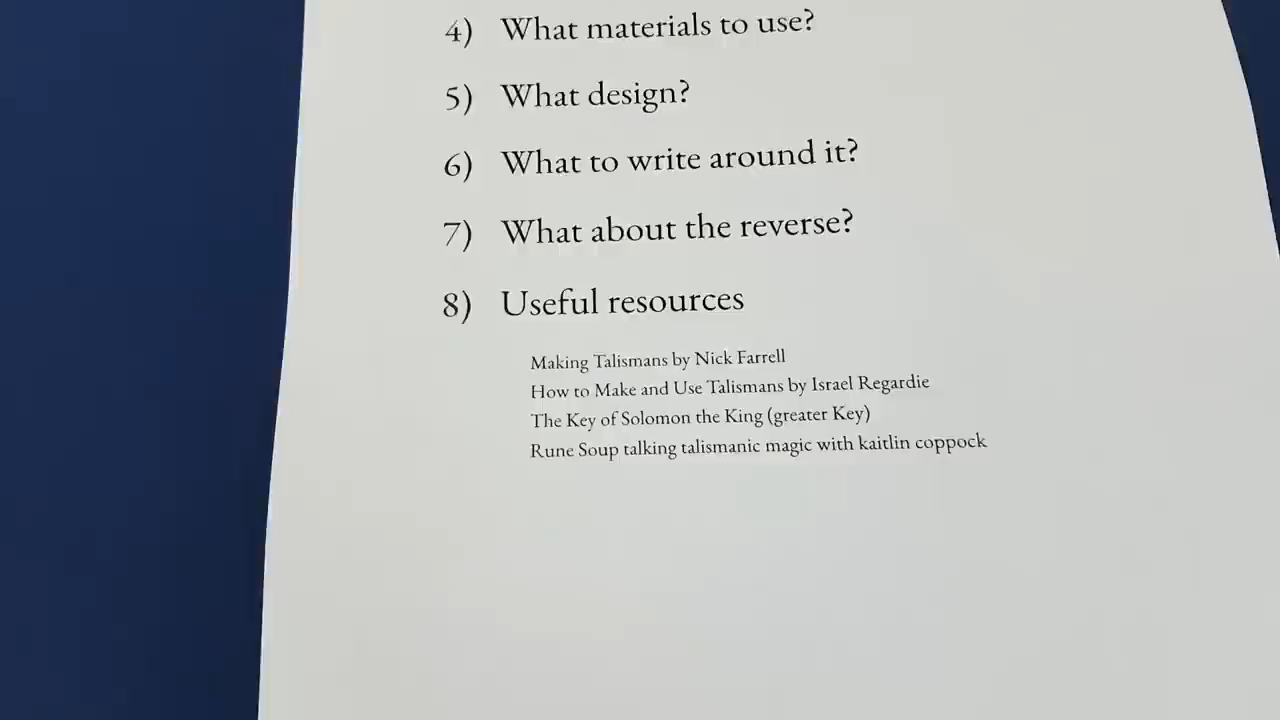 4) What materials to use?
5) What design?
6) What to write around it?
7) What about the reverse?
8) Useful resources
Making Talismans by Nick Farrell
How to Make and Use Talismans by Israel Regardie
The Key of Solomon the King (greater Key)
Rune Soup talking talismanic magic with kaitlin coppock